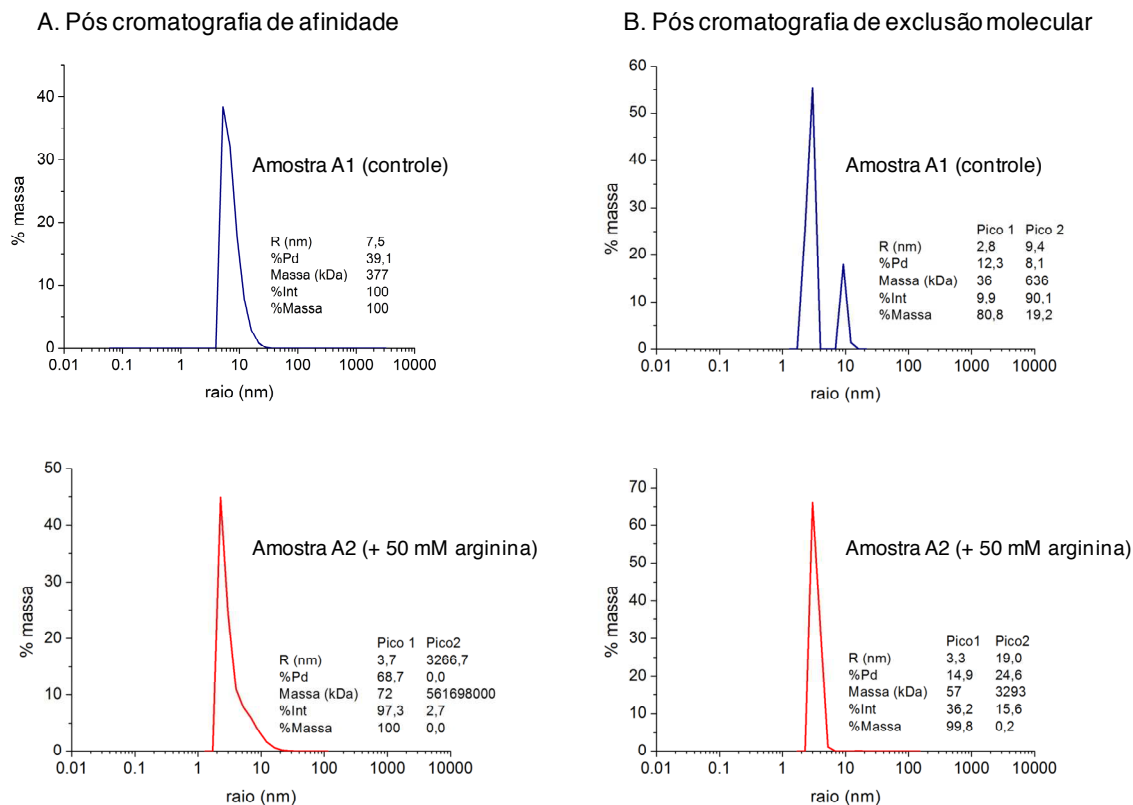 A. Pós cromatografia de afinidade
% massa
40
30
20
10
0
0.01 0.1 1 10 100 1000 10000
raio (nm)
Amostra A1 (controle)
R (nm) 7,5
%Pd 39,1
Massa (kDa) 377
%Int 100
%Massa 100
B. Pós cromatografia de exclusão molecular
% massa
60
50
40
30
20
10
0
0.01 0.1 1 10 100 1000 10000
raio (nm)
Amostra A1 (controle)
Pico 1 Pico 2
R (nm) 2,8 9,4
%Pd 12,3 8,1
Massa (kDa) 36 636
%Int 9,9 90,1
%Massa 80,8 19,2
% massa
50
40
30
20
10
0
0.01 0.1 1 10 100 1000 10000
raio (nm)
Amostra A2 (+ 50 mM arginina)
Pico 1 Pico2
R (nm) 3,7 3266,7
%Pd 68,7 0,0
Massa (kDa) 72 561698000
%Int 97,3 2,7
%Massa 100 0,0
% massa
70
60
50
40
30
20
10
0
0.01 0.1 1 10 100 1000 10000
raio (nm)
Amostra A2 (+ 50 mM arginina)
Pico1 Pico2
R (nm) 3,3 19,0
%Pd 14,9 24,6
Massa (kDa) 57 3293
%Int 36,2 15,6
%Massa 99,8 0,2